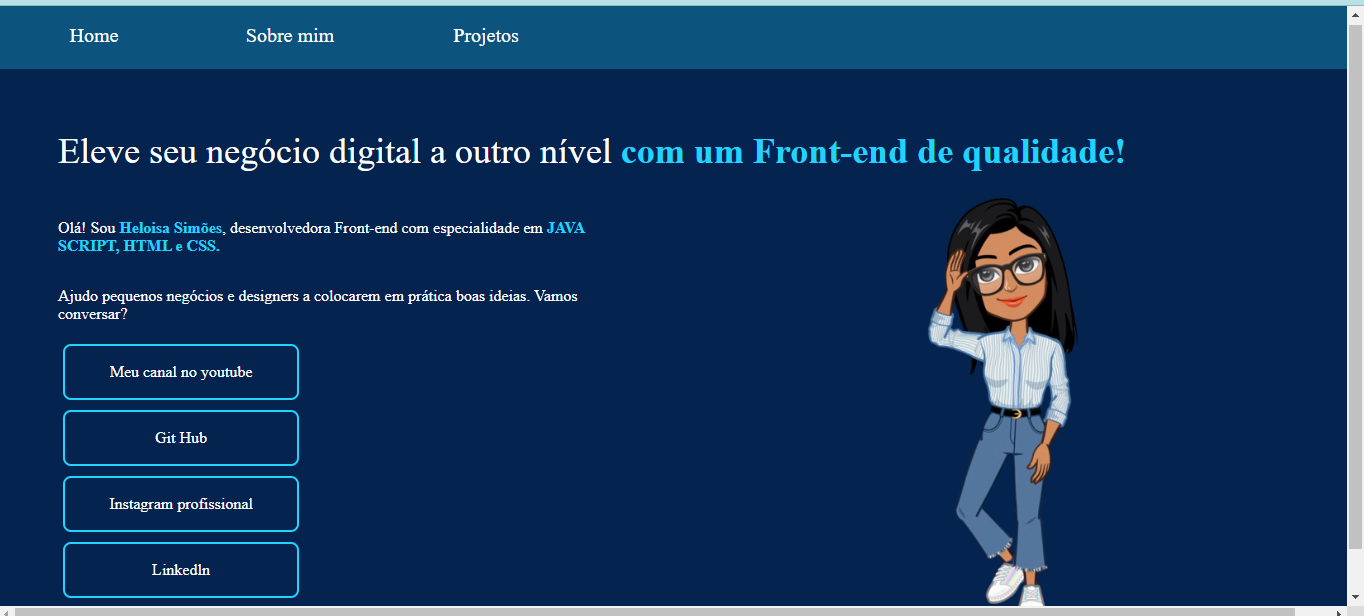 Home Sobre mim Projetos
Eleve seu negócio digital a outro nível com um Front-end de qualidade!
Olá! Sou Heloisa Simões, desenvolvedora Front-end com especialidade em JAVA
SCRIPT, HTML e CSS.
Ajudo pequenos negócios e designers a colocarem em prática boas ideias. Vamos
conversar?
Meu canal no youtube
Git Hub
Instagram profissional
Linkedln